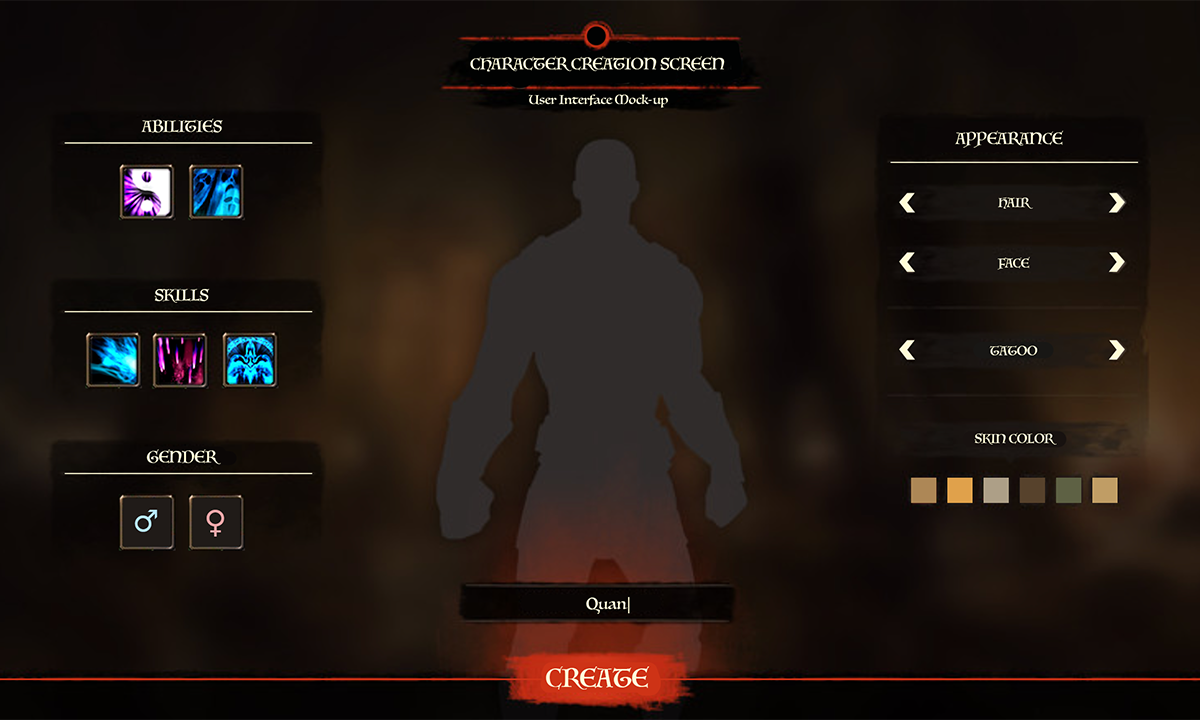 CHARACTER CREATION SCREEN
User Interface Mock-up
ABILITIES
SKILLS
GENDER
APPEARANCE
HAIR
FACE
TATOO
SKIN COLOR
Quan|
CREATE